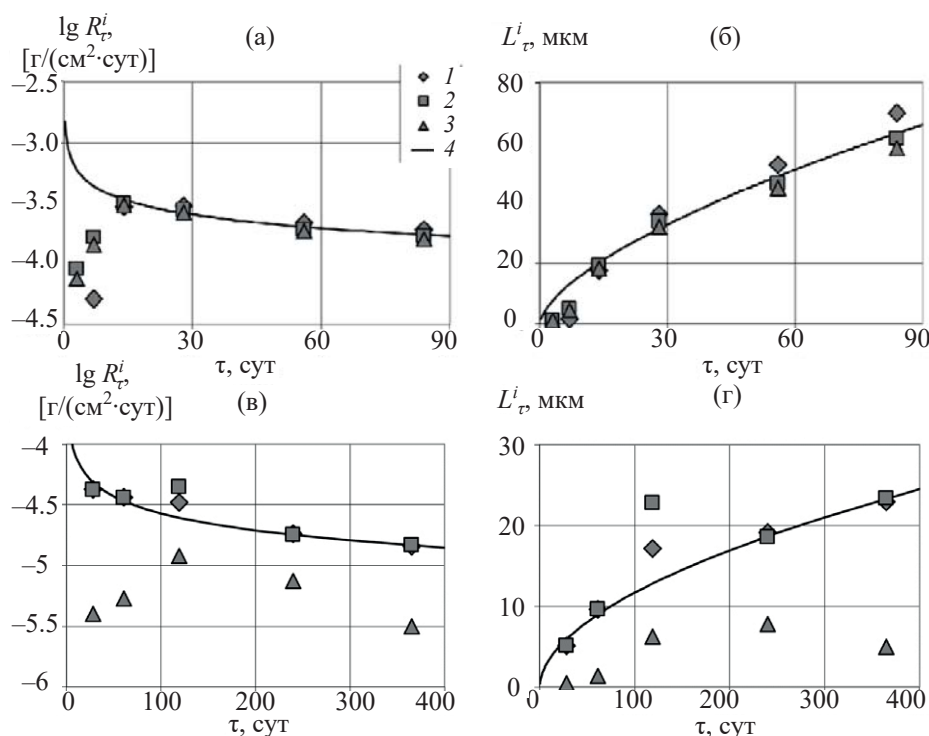 lg R^i_τ,
[г/(см²·сут)]
(а)
–2.5
–3.0
–3.5
–4.0
–4.5
0
30
60
90
τ, сут
1
2
3
4
L^i_τ, мкм
(б)
80
60
40
20
0
0
30
60
90
τ, сут
lg R^i_τ,
[г/(см²·сут)]
(в)
–4
–4.5
–5
–5.5
–6
0
100
200
300
400
τ, сут
L^i_τ, мкм
(г)
30
20
10
0
0
100
200
300
400
τ, сут